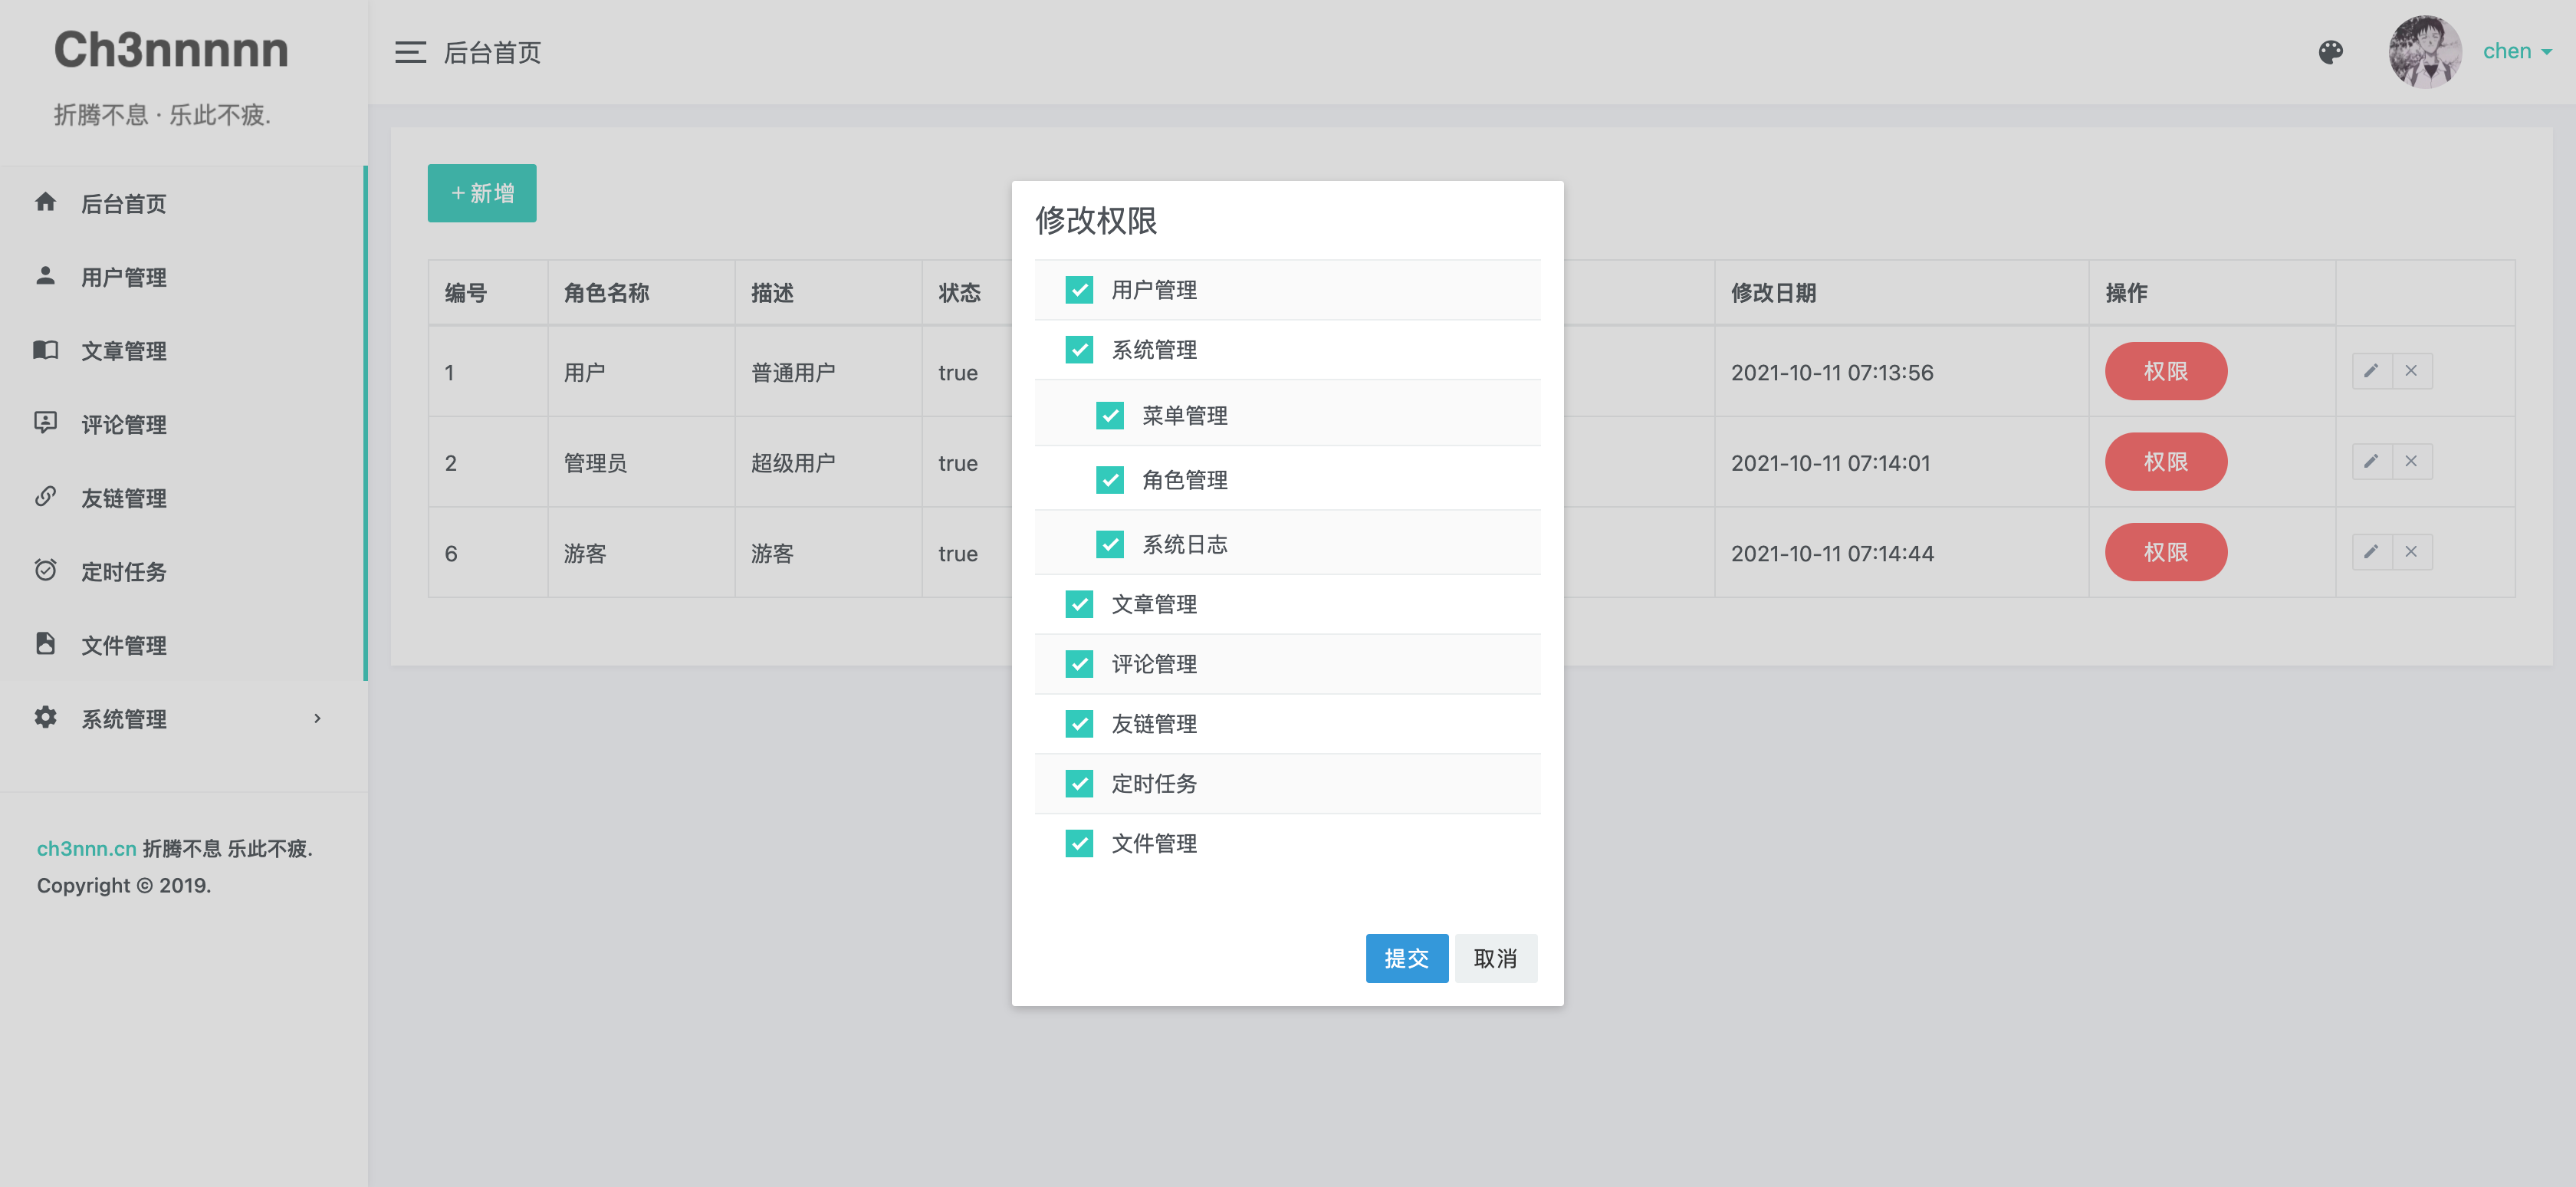 Ch3nnnnn
折腾不息 · 乐此不疲.
后台首页
用户管理
文章管理
评论管理
友链管理
定时任务
文件管理
系统管理
ch3nnn.cn 折腾不息 乐此不疲.
Copyright © 2019.
后台首页
chen
+ 新增
编号 角色名称 描述 状态 修改日期 操作
1 用户 普通用户 true 2021-10-11 07:13:56 权限
2 管理员 超级用户 true 2021-10-11 07:14:01 权限
6 游客 游客 true 2021-10-11 07:14:44 权限
修改权限
用户管理
系统管理
菜单管理
角色管理
系统日志
文章管理
评论管理
友链管理
定时任务
文件管理
提交 取消